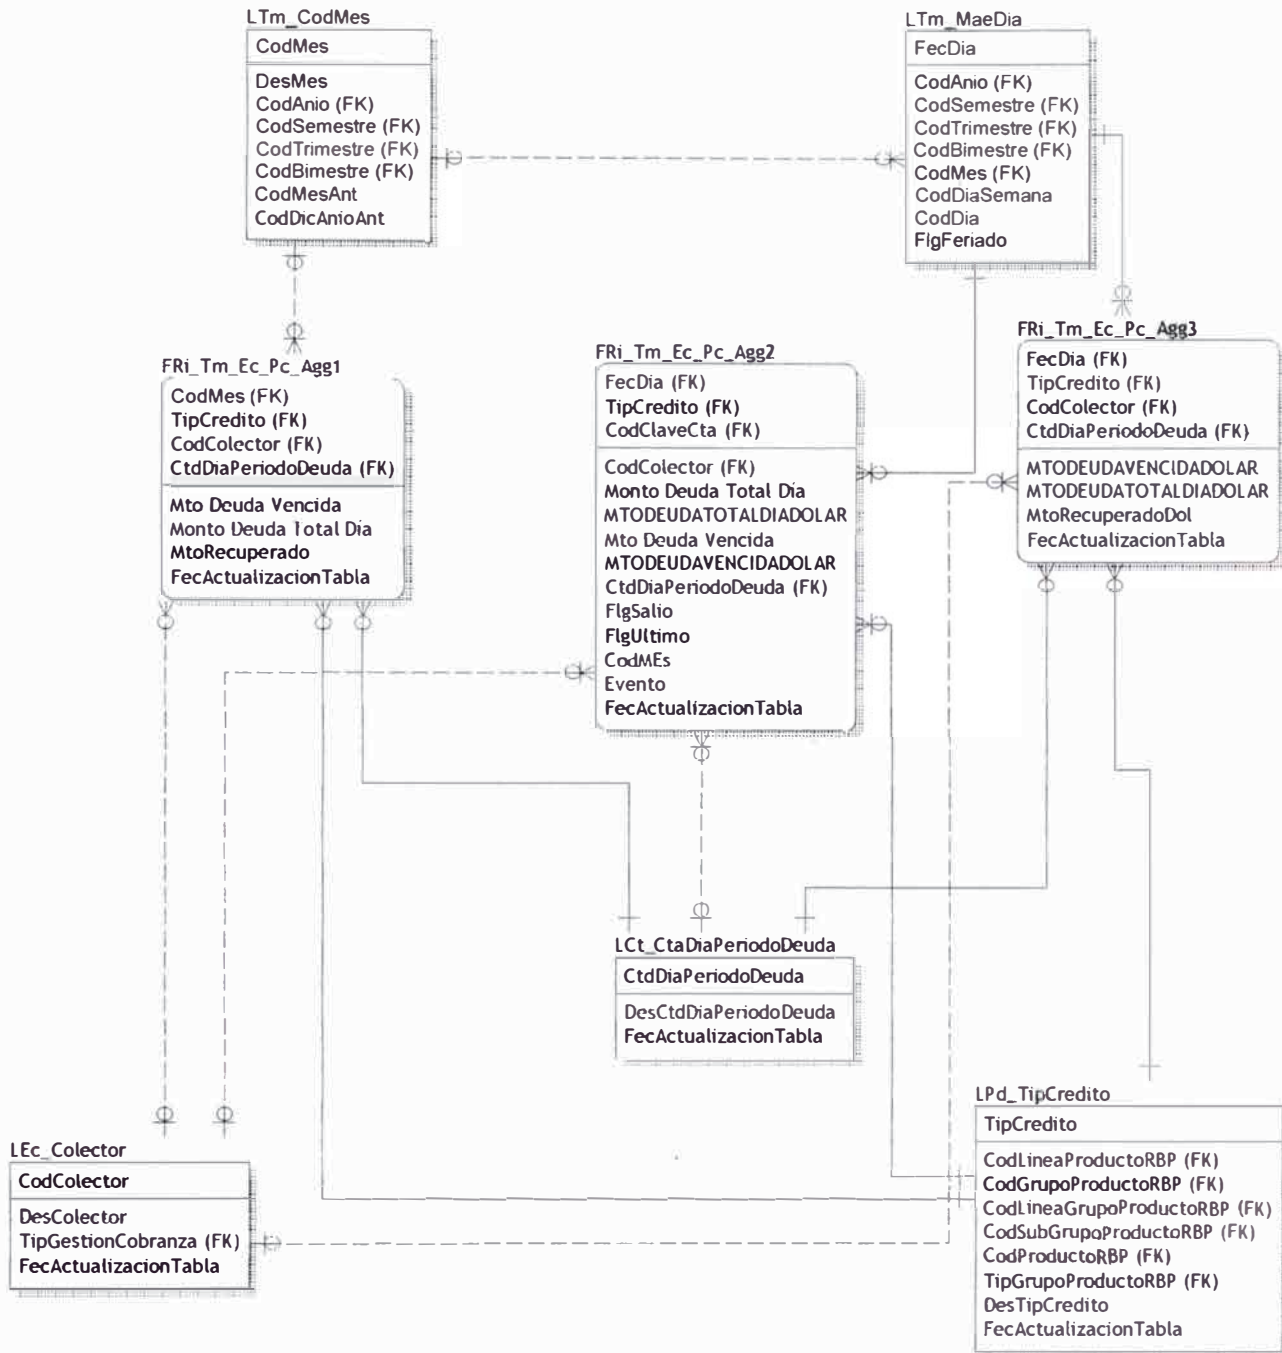 LTm_CodMes
CodMes
DesMes
CodAnio (FK)
CodSemestre (FK)
CodTrimestre (FK)
CodBimestre (FK)
CodMesAnt
CodDicAnioAnt
LTm_MaeDia
FecDia
CodAnio (FK)
CodSemestre (FK)
CodTrimestre (FK)
CodBimestre (FK)
CodMes (FK)
CodDiaSemana
CodDia
FlgFeriado
FRi_Tm_Ec_Pc_Agg1
CodMes (FK)
TipCredito (FK)
CodColector (FK)
CtdDiaPeriodoDeuda (FK)
Mto Deuda Vencida
Monto Deuda Total Día
MtoRecuperado
FecActualizacionTabla
FRi_Tm_Ec_Pc_Agg2
FecDia (FK)
TipCredito (FK)
CodClaveCta (FK)
CodColector (FK)
Monto Deuda Total Día
MTODEUDATOTALDIADOLAR
Mto Deuda Vencida
MTODEUDAVENCIDADOLAR
CtdDiaPeriodoDeuda (FK)
FlgSalio
FlgUltimo
CodMEs
Evento
FecActualizacionTabla
FRi_Tm_Ec_Pc_Agg3
FecDia (FK)
TipCredito (FK)
CodColector (FK)
CtdDiaPeriodoDeuda (FK)
MTODEUDAVENCIDADOLAR
MTODEUDATOTALDIADOLAR
MtoRecuperadoDol
FecActualizacionTabla
LCt_CtaDiaPeriodoDeuda
CtdDiaPeriodoDeuda
DesCtdDiaPeriodoDeuda
FecActualizacionTabla
LEc_Colector
CodColector
DesColector
TipGestionCobranza (FK)
FecActualizacionTabla
LPd_TipCredito
TipCredito
CodLineaProductoRBP (FK)
CodGrupoProductoRBP (FK)
CodLineaGrupoProductoRBP (FK)
CodSubGrupoProductoRBP (FK)
CodProductoRBP (FK)
TipGrupoProductoRBP (FK)
DesTipCredito
FecActualizacionTabla